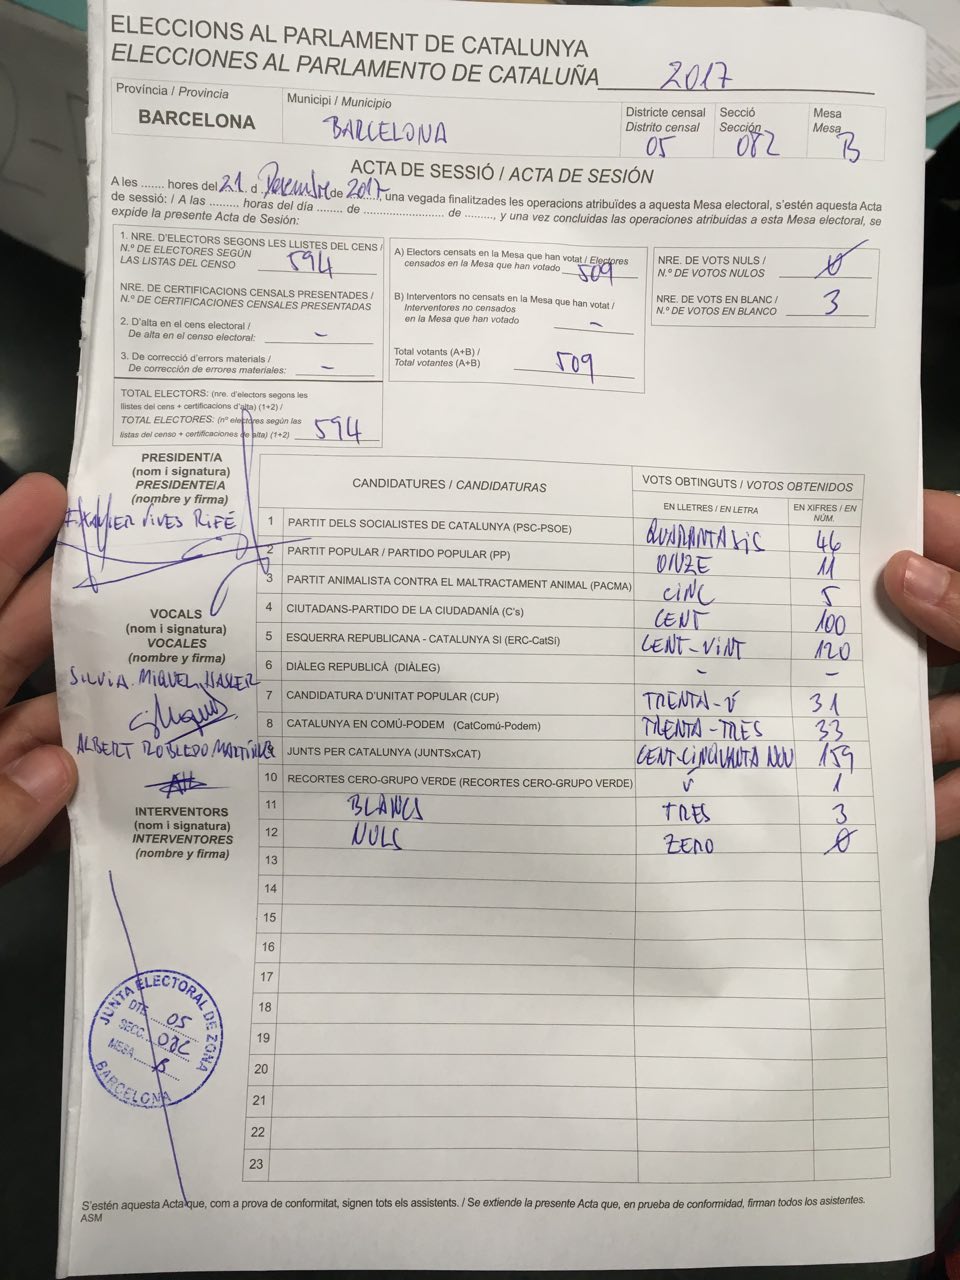 ELECCIONS AL PARLAMENT DE CATALUNYA
ELECCIONES AL PARLAMENTO DE CATALUÑA 2017
Província / Provincia
BARCELONA
Municipi / Municipio
BARCELONA
Districte censal
Distrito censal
05
Secció
Sección
082
Mesa
Mesa
B
ACTA DE SESSIÓ / ACTA DE SESIÓN
A les ....... hores del 21 d Desembre de 2017, una vegada finalitzades les operacions atribuïdes a aquesta Mesa electoral, s'estén aquesta Acta
de sessió: / A las ......... horas del día ........ de ........................ de ........., y una vez concluidas las operaciones atribuidas a esta Mesa electoral, se
expide la presente Acta de Sesión:
1. NRE. D'ELECTORS SEGONS LES LLISTES DEL CENS /
N.º DE ELECTORES SEGÚN
LAS LISTAS DEL CENSO 594
NRE. DE CERTIFICACIONS CENSALS PRESENTADES /
N.º DE CERTIFICACIONES CENSALES PRESENTADAS
2. D'alta en el cens electoral /
De alta en el censo electoral: –
3. De correcció d'errors materials /
De corrección de errores materiales: –
TOTAL ELECTORS: (nre. d'electors segons les
llistes del cens + certificacions d'alta) (1+2) /
TOTAL ELECTORES: (nº electores según las
listas del censo + certificaciones de alta) (1+2) 594
A) Electors censats en la Mesa que han votat / Electores
censados en la Mesa que han votado 509
B) Interventors no censats en la Mesa que han votat /
Interventores no censados
en la Mesa que han votado –
Total votants (A+B) /
Total votantes (A+B) 509
NRE. DE VOTS NULS /
N.º DE VOTOS NULOS 0
NRE. DE VOTS EN BLANC /
N.º DE VOTOS EN BLANCO 3
PRESIDENT/A
(nom i signatura)
PRESIDENTE/A
(nombre y firma)
XAVIER VIVES RIFÉ
VOCALS
(nom i signatura)
VOCALES
(nombre y firma)
SILVIA MIQUEL
ALBERT ROBLEDO MARTÍNEZ
INTERVENTORS
(nom i signatura)
INTERVENTORES
(nombre y firma)
CANDIDATURES / CANDIDATURAS
VOTS OBTINGUTS / VOTOS OBTENIDOS
EN LLETRES / EN LETRA
EN XIFRES / EN NÚM.
1 PARTIT DELS SOCIALISTES DE CATALUNYA (PSC-PSOE) QUARANTA SIS 46
2 PARTIT POPULAR / PARTIDO POPULAR (PP) ONZE 11
3 PARTIT ANIMALISTA CONTRA EL MALTRACTAMENT ANIMAL (PACMA) CINC 5
4 CIUTADANS-PARTIDO DE LA CIUDADANÍA (C's) CENT 100
5 ESQUERRA REPUBLICANA - CATALUNYA SI (ERC-CatSí) CENT-VINT 120
6 DIÀLEG REPUBLICÀ (DIÀLEG) – –
7 CANDIDATURA D'UNITAT POPULAR (CUP) TRENTA-Ú 31
8 CATALUNYA EN COMÚ-PODEM (CatComú-Podem) TRENTA-TRES 33
9 JUNTS PER CATALUNYA (JUNTSxCAT) CENT-CINQUANTA NOU 159
10 RECORTES CERO-GRUPO VERDE (RECORTES CERO-GRUPO VERDE) Ú 1
11 BLANCS TRES 3
12 NULS ZERO 0
13
14
15
16
17
18
19
20
21
22
23
JUNTA ELECTORAL DE ZONA
DTE. 05
SECC. 082
MESA B
BARCELONA
S'estén aquesta Acta que, com a prova de conformitat, signen tots els assistents. / Se extiende la presente Acta que, en prueba de conformidad, firman todos los asistentes.
ASM